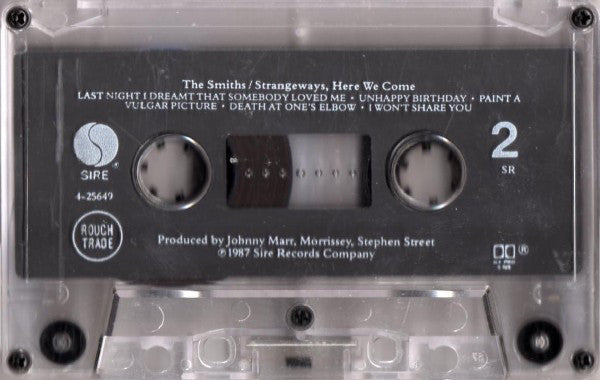 The Smiths / Strangeways, Here We Come
LAST NIGHT I DREAMT THAT SOMEBODY LOVED ME • UNHAPPY BIRTHDAY • PAINT A
VULGAR PICTURE • DEATH AT ONE'S ELBOW • I WON'T SHARE YOU
S
SIRE
4-25649
2
SR
ROUGH
TRADE
Produced by Johnny Marr, Morrissey, Stephen Street
℗1987 Sire Records Company
®